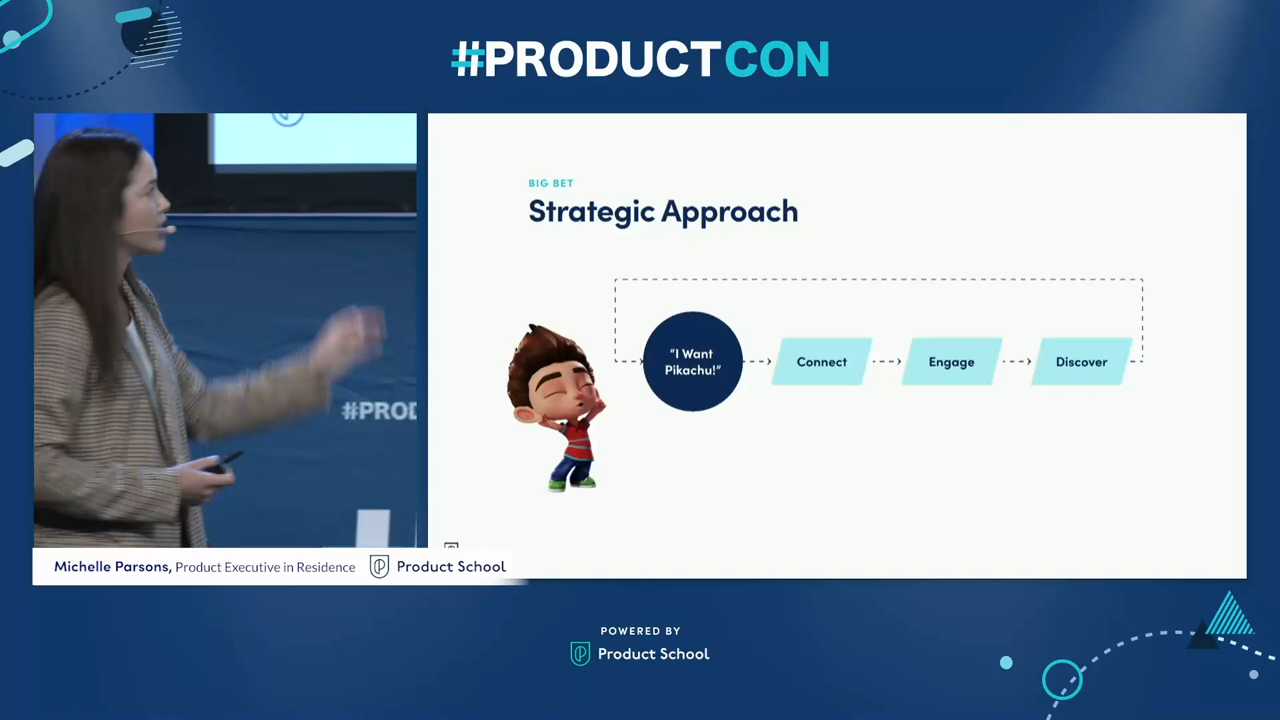 #PRODUCTCON
BIG BET
Strategic Approach
"I Want
Pikachu!"
Connect
Engage
Discover
#PROD
Michelle Parsons, Product Executive in Residence
Product School
POWERED BY
Product School